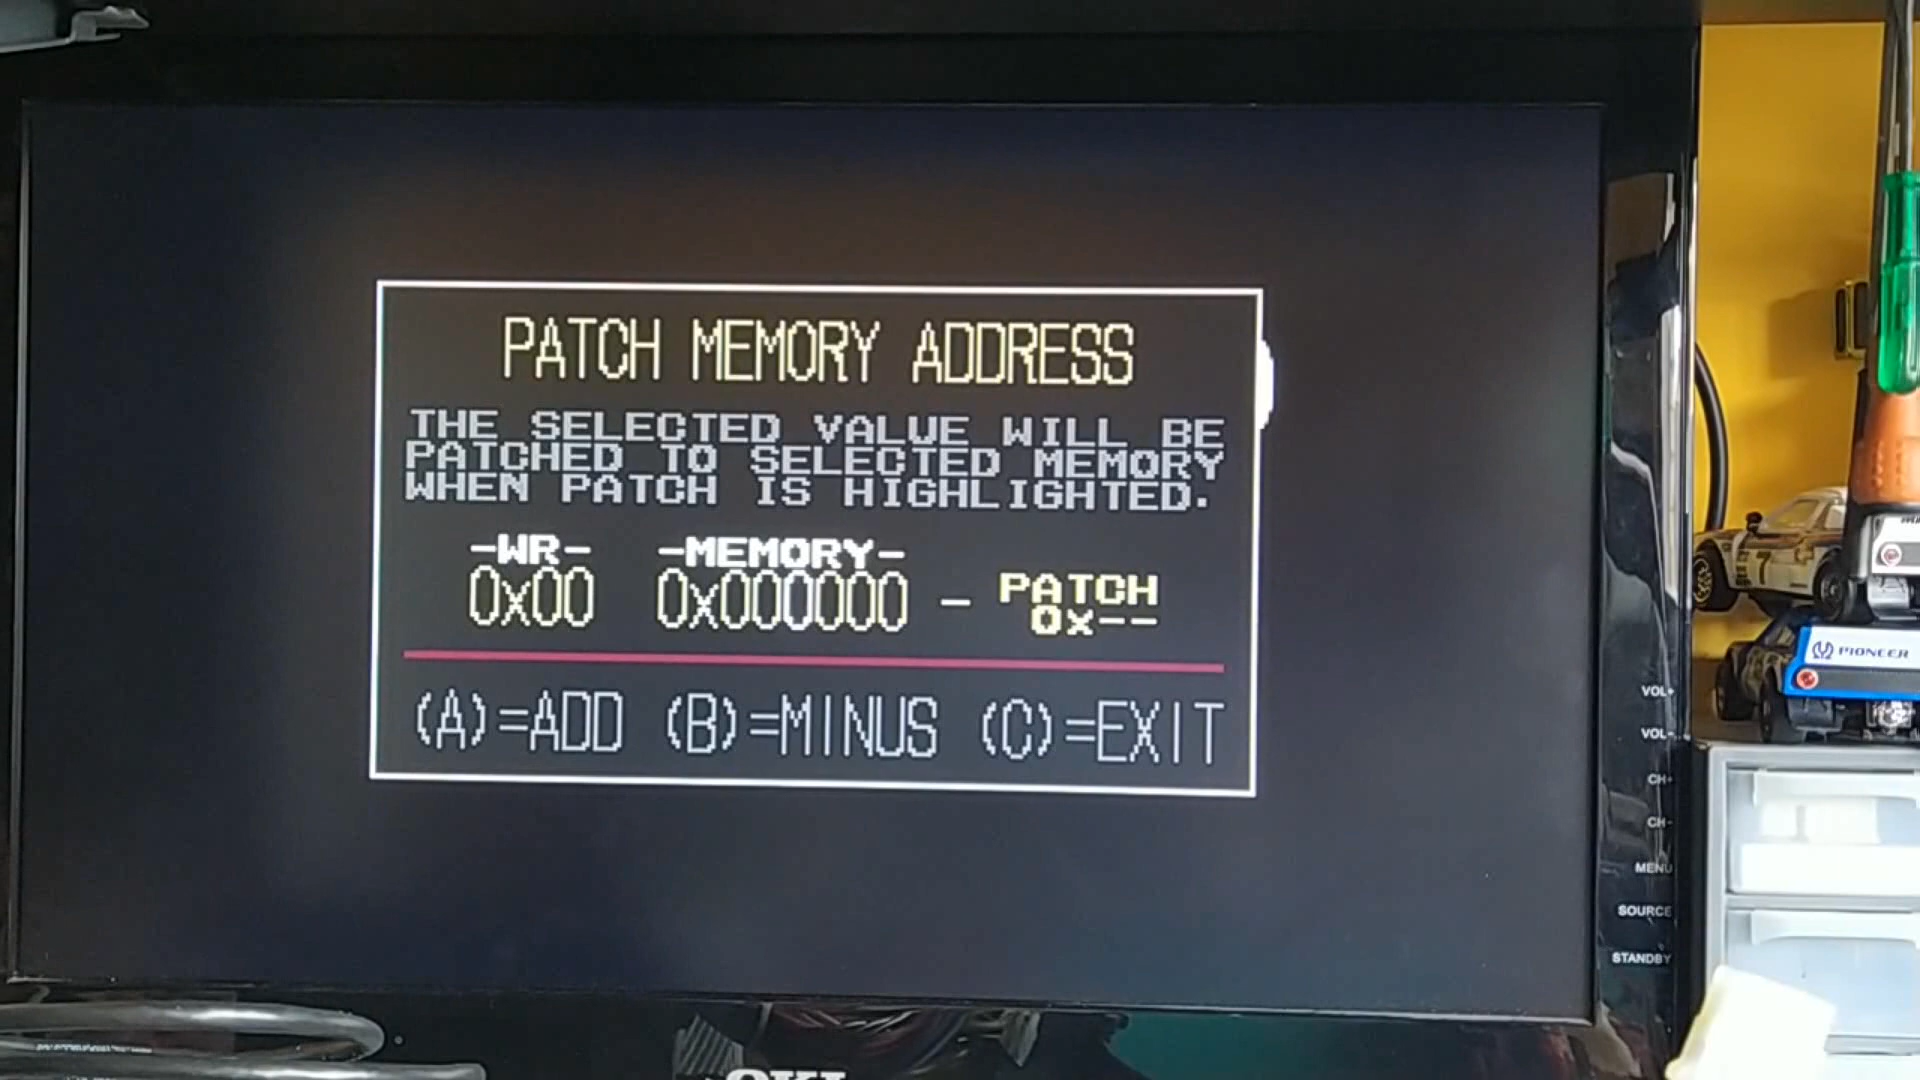 PATCH MEMORY ADDRESS
THE SELECTED VALUE WILL BE
PATCHED TO SELECTED MEMORY
WHEN PATCH IS HIGHLIGHTED.
-WR- -MEMORY-
0x00 0x000000 - PATCH
0x--
(A)=ADD (B)=MINUS (C)=EXIT
VOL+
VOL-
CH+
CH-
MENU
SOURCE
STANDBY
7
PIONEER